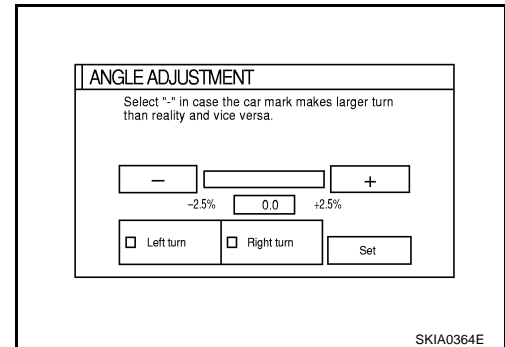 ANGLE ADJUSTMENT
Select "-" in case the car mark makes larger turn
than reality and vice versa.
− +
−2.5% 0.0 +2.5%
Left turn Right turn Set
SKIA0364E